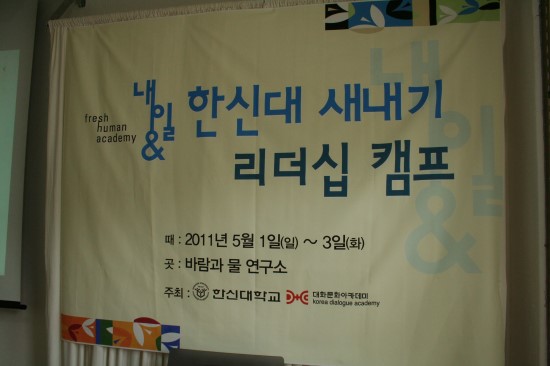 fresh
human
academy
내일
&
한신대 새내기
리더십 캠프
내일
&
때 : 2011년 5월 1일(일) ~ 3일(화)
곳 : 바람과 물 연구소
주최 : 한신대학교 대화문화아카데미
korea dialogue academy